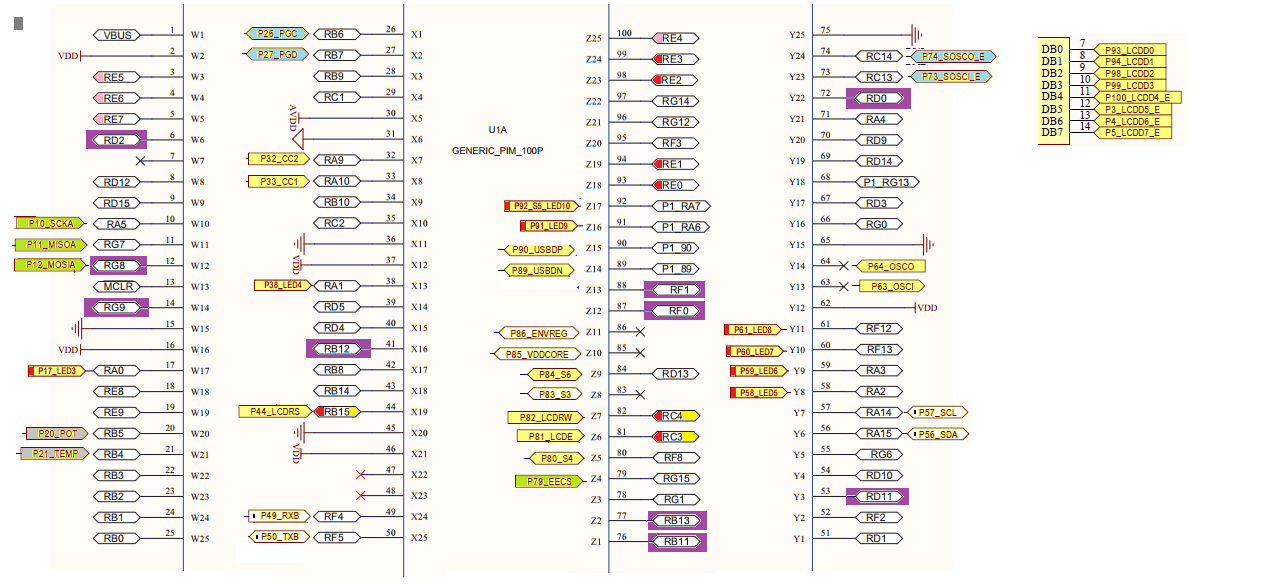 VBUS 1 W1
VDD 2 W2
RE5 3 W3
RE6 4 W4
RE7 5 W5
RD2 6 W6
7 W7
RD12 8 W8
RD15 9 W9
P10_SCKA RA5 10 W10
P11_MISOA RG7 11 W11
P12_MOSIA RG8 12 W12
MCLR 13 W13
RG9 14 W14
15 W15
VDD 16 W16
P17_LED3 RA0 17 W17
RE8 18 W18
RE9 19 W19
P20_POT RB5 20 W20
P21_TEMP RB4 21 W21
RB3 22 W22
RB2 23 W23
RB1 24 W24
RB0 25 W25
P26_PGC RB6 26 X1
P27_PGD RB7 27 X2
RB9 28 X3
RC1 29 X4
AVDD 30 X5
31 X6
P32_CC2 RA9 32 X7
P33_CC1 RA10 33 X8
RB10 34 X9
RC2 35 X10
36 X11
VDD 37 X12
P38_LED4 RA1 38 X13
RD5 39 X14
RD4 40 X15
RB12 41 X16
RB8 42 X17
RB14 43 X18
P44_LCDRS RB15 44 X19
45 X20
VDD 46 X21
47 X22
48 X23
P49_RXB RF4 49 X24
P50_TXB RF5 50 X25
U1A
GENERIC_PIM_100P
Z25 100 RE4
Z24 99 RE3
Z23 98 RE2
Z22 97 RG14
Z21 96 RG12
Z20 95 RF3
Z19 94 RE1
Z18 93 RE0
P92_S5_LED10 Z17 92 P1_RA7
P91_LED9 Z16 91 P1_RA6
P90_USBDP Z15 90 P1_90
P89_USBDN Z14 89 P1_89
Z13 88 RF1
Z12 87 RF0
P86_ENVREG Z11 86
P85_VDDCORE Z10 85
P84_S6 Z9 84 RD13
P83_S3 Z8 83
P82_LCDRW Z7 82 RC4
P81_LCDE Z6 81 RC3
P80_S4 Z5 80 RF8
P79_EECS Z4 79 RG15
Z3 78 RG1
Z2 77 RB13
Z1 76 RB11
Y25 75
Y24 74 RC14 P74_SOSCO_E
Y23 73 RC13 P73_SOSCI_E
Y22 72 RD0
Y21 71 RA4
Y20 70 RD9
Y19 69 RD14
Y18 68 P1_RG13
Y17 67 RD3
Y16 66 RG0
Y15 65
Y14 64 P64_OSCO
Y13 63 P63_OSCI
Y12 62 VDD
P61_LED8 Y11 61 RF12
P60_LED7 Y10 60 RF13
P59_LED6 Y9 59 RA3
P58_LED5 Y8 58 RA2
Y7 57 RA14 P57_SCL
Y6 56 RA15 P56_SDA
Y5 55 RG6
Y4 54 RD10
Y3 53 RD11
Y2 52 RF2
Y1 51 RD1
DB0 7 P93_LCDD0
DB1 8 P94_LCDD1
DB2 9 P98_LCDD2
DB3 10 P99_LCDD3
DB4 11 P100_LCDD4_E
DB5 12 P3_LCDD5_E
DB6 13 P4_LCDD6_E
DB7 14 P5_LCDD7_E